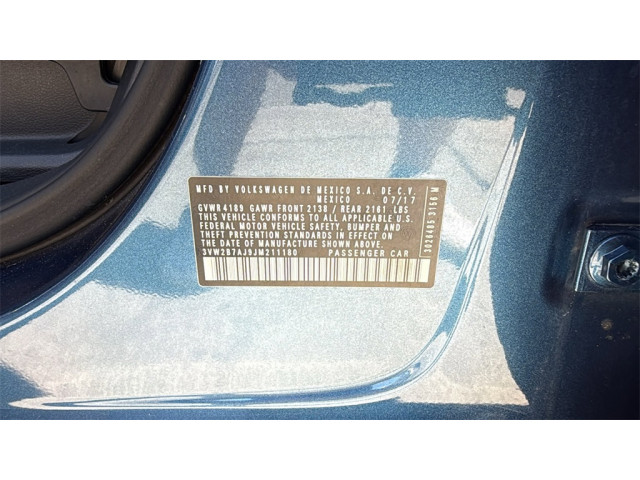 MFD BY VOLKSWAGEN DE MEXICO S.A. DE C.V.
MEXICO 07/17
GVWR 4189 GAWR FRONT 2138 / REAR 2161 LBS
THIS VEHICLE CONFORMS TO ALL APPLICABLE
FEDERAL MOTOR VEHICLE SAFETY, BUMPER AND
THEFT PREVENTION STANDARDS IN EFFECT ON
THE DATE OF MANUFACTURE SHOWN ABOVE.
3VW2B7AJ9JM211180 PASSENGER CAR